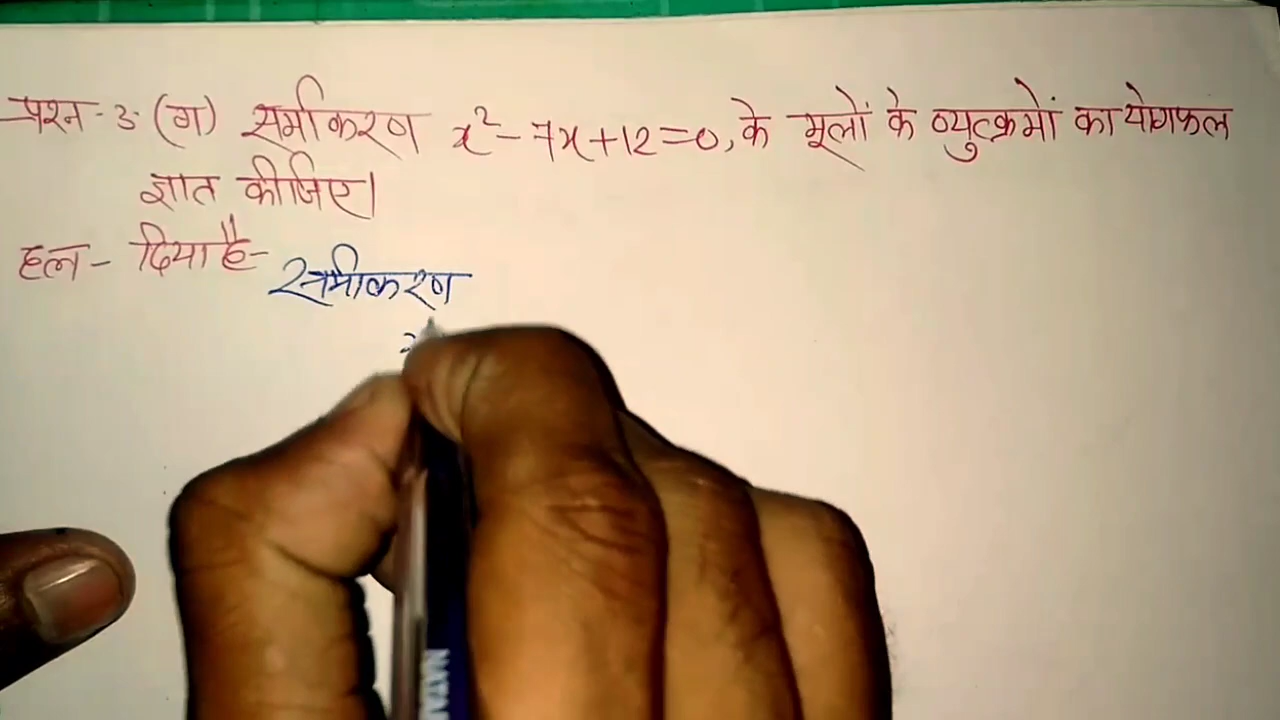 प्रश्न - 3. (ग) समीकरण x² - 7x + 12 = 0, के मूलों के व्युत्क्रमों का योगफल
ज्ञात कीजिए।
हल - दिया है -
समीकरण